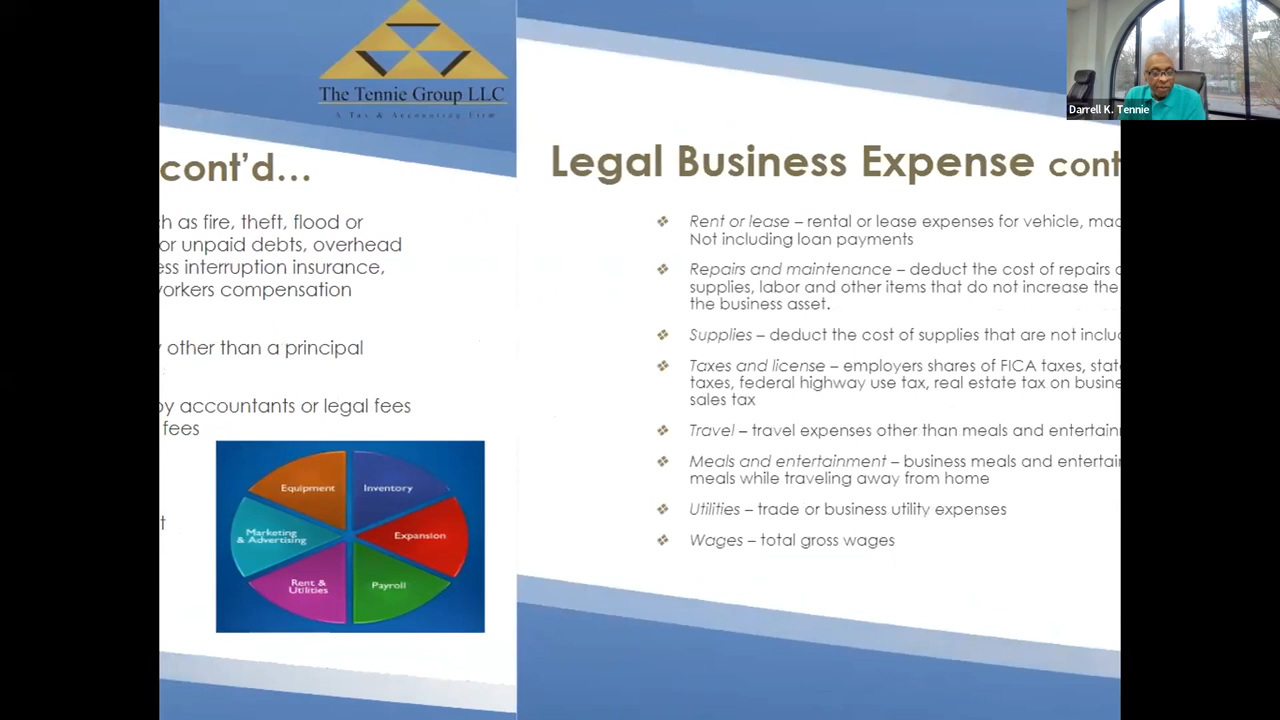 The Tennie Group LLC
A Tax & Accounting Firm
cont'd...
h as fire, theft, flood or
or unpaid debts, overhead
ess interruption insurance,
workers compensation
y other than a principal
by accountants or legal fees
fees
t
Equipment
Inventory
Marketing
& Advertising
Expansion
Rent &
Utilities
Payroll
Legal Business Expense cont
❖ Rent or lease – rental or lease expenses for vehicle, mac
Not including loan payments
❖ Repairs and maintenance – deduct the cost of repairs
supplies, labor and other items that do not increase the
the business asset.
❖ Supplies – deduct the cost of supplies that are not inclu
❖ Taxes and license – employers shares of FICA taxes, stat
taxes, federal highway use tax, real estate tax on busine
sales tax
❖ Travel – travel expenses other than meals and entertain
❖ Meals and entertainment – business meals and entertai
meals while traveling away from home
❖ Utilities – trade or business utility expenses
❖ Wages – total gross wages
Darrell K. Tennie